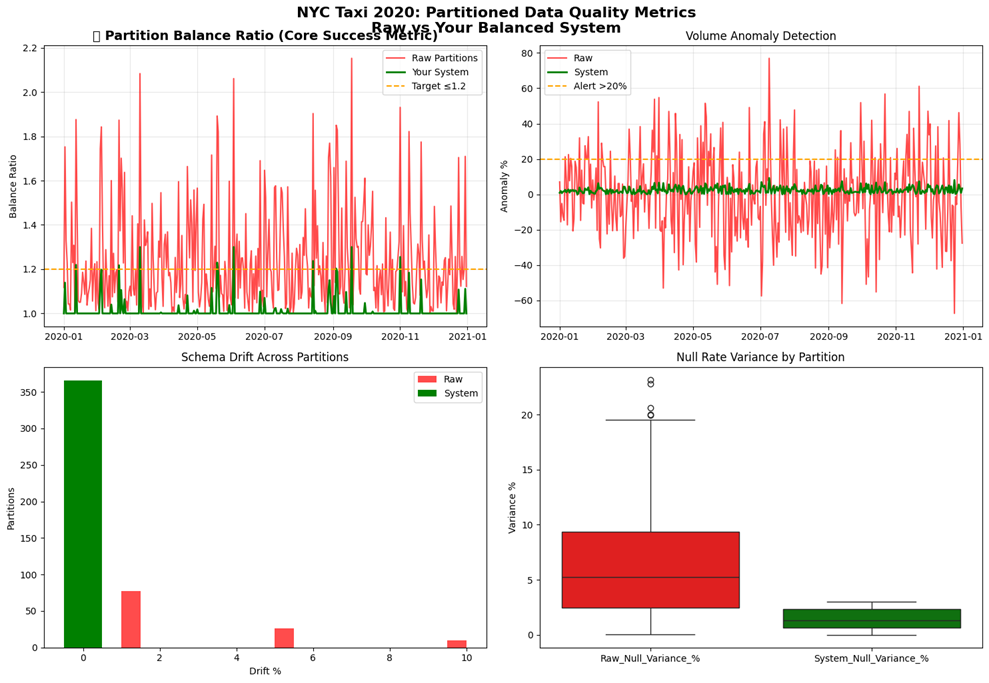 NYC Taxi 2020: Partitioned Data Quality Metrics
Raw vs Your Balanced System
Partition Balance Ratio (Core Success Metric)
Balance Ratio
2.2
2.0
1.8
1.6
1.4
1.2
1.0
Raw Partitions
Your System
Target ≤1.2
2020-01 2020-03 2020-05 2020-07 2020-09 2020-11 2021-01
Volume Anomaly Detection
Anomaly %
80
60
40
20
0
−20
−40
−60
Raw
System
Alert >20%
2020-01 2020-03 2020-05 2020-07 2020-09 2020-11 2021-01
Schema Drift Across Partitions
Partitions
350
300
250
200
150
100
50
0
Raw
System
0 2 4 6 8 10
Drift %
Null Rate Variance by Partition
Variance %
20
15
10
5
0
Raw_Null_Variance_% System_Null_Variance_%